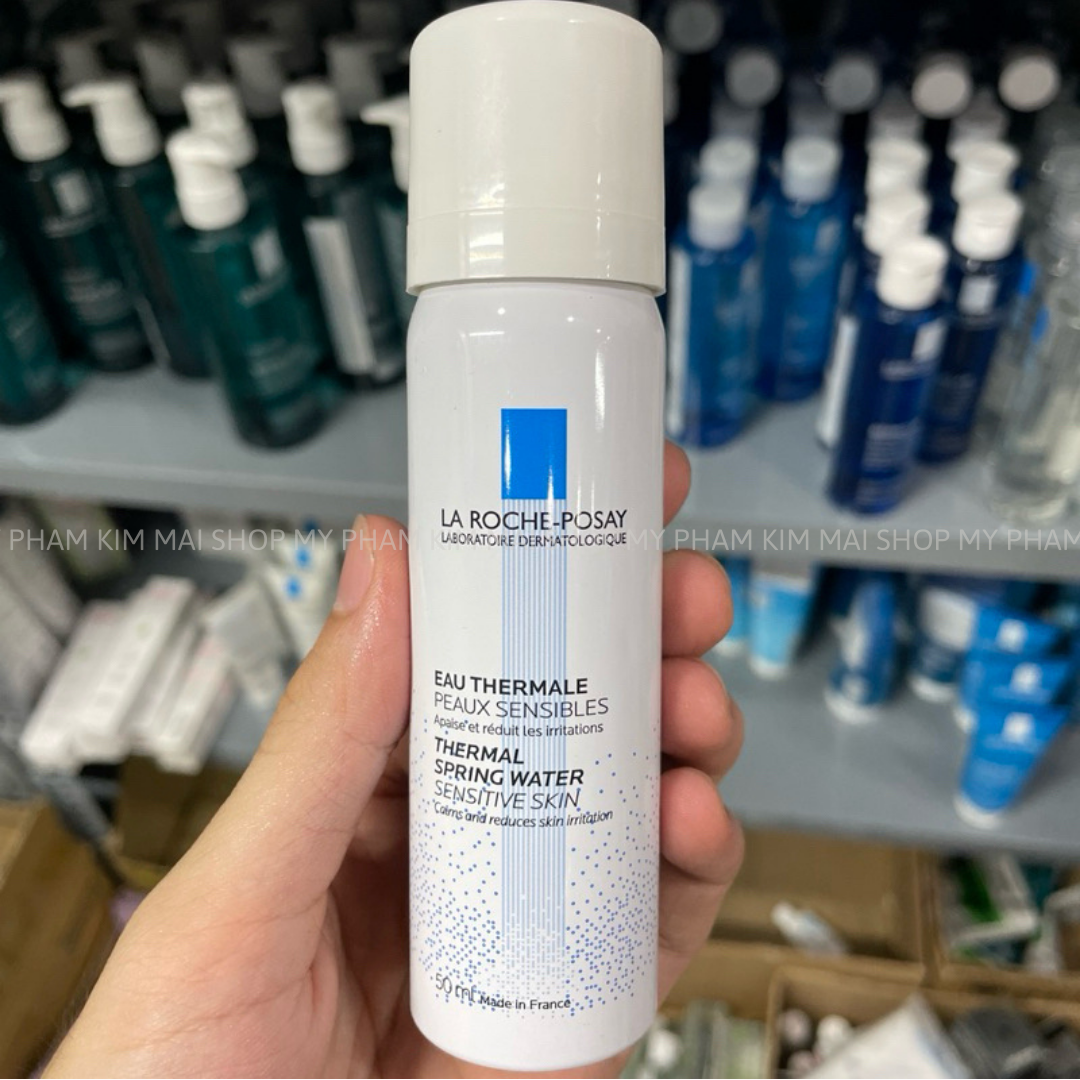 LA ROCHE-POSAY
LABORATOIRE DERMATOLOGIQUE
PHAM KIM MAI SHOP MY PHAM KIM MAI SHOP MY PHAM
EAU THERMALE
PEAUX SENSIBLES
Apaise et réduit les irritations
THERMAL
SPRING WATER
SENSITIVE SKIN
Calms and reduces skin irritation
50 ml Made in France